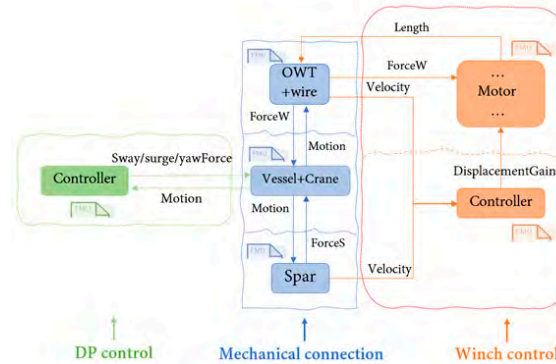 Length
OWT
+wire
ForceW
Velocity
...
Motor
...
ForceW
Motion
Sway/surge/yawForce
Controller
Motion
Vessel+Crane
DisplacementGain
Controller
Motion
ForceS
Spar
Velocity
DP control
Mechanical connection
Winch control